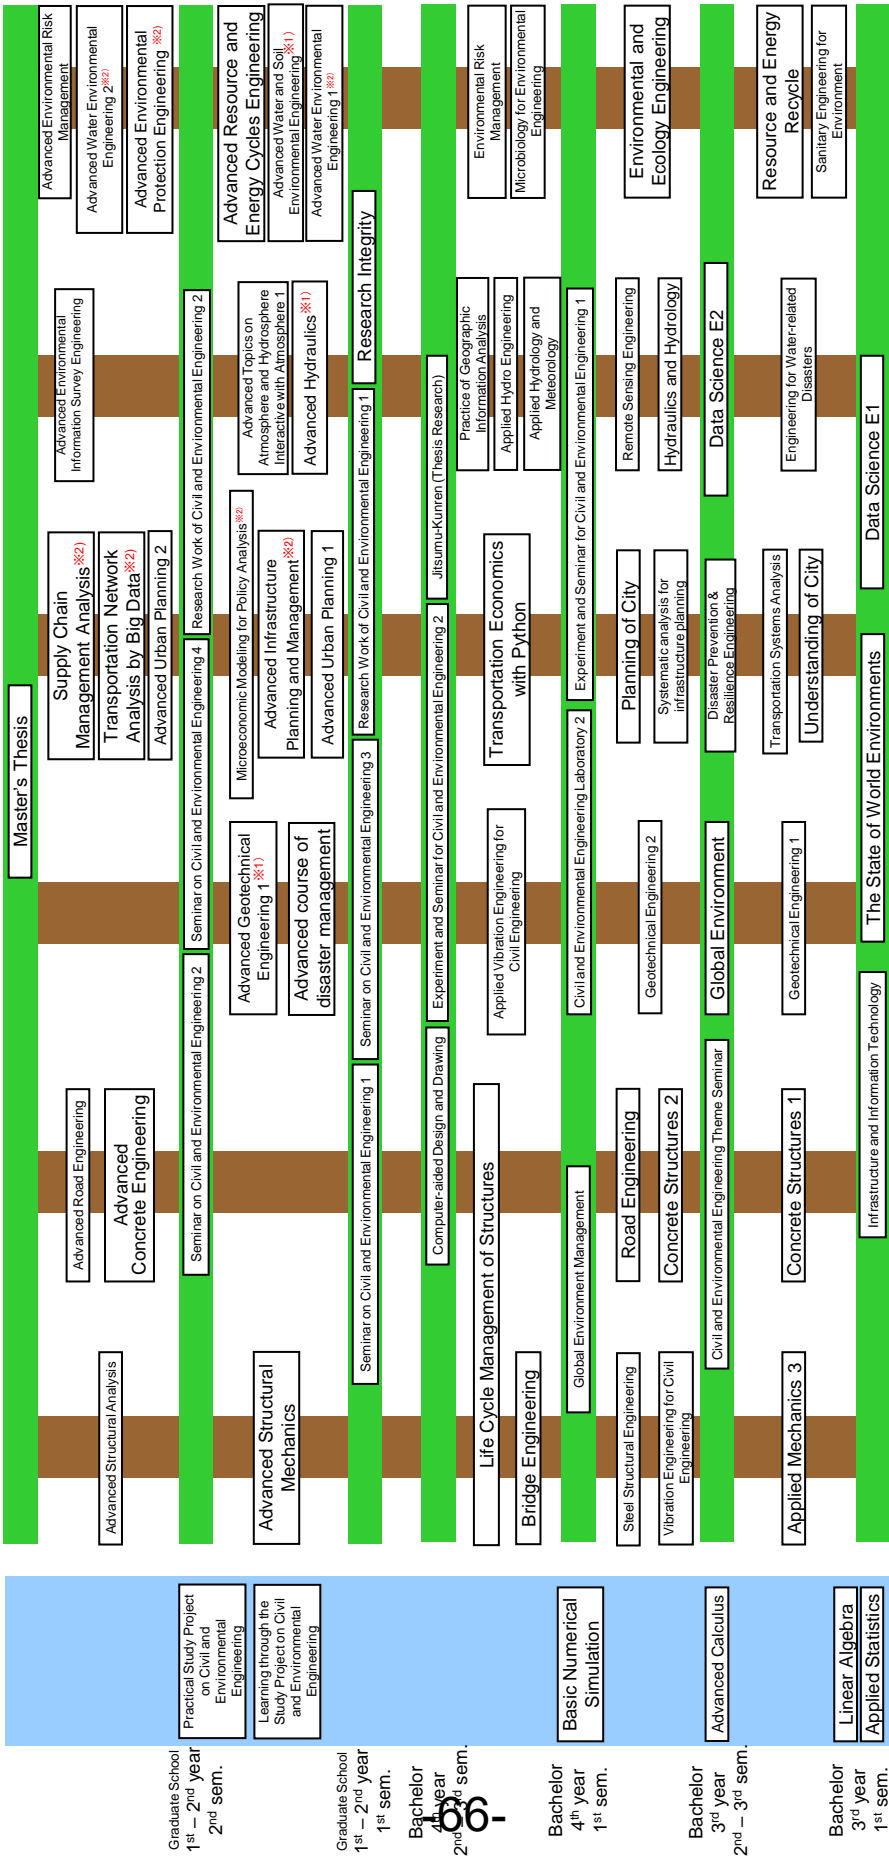 Master's Thesis
Advanced Structural Analysis
Advanced Road Engineering
Advanced
Concrete Engineering
Supply Chain
Management Analysis※2)
Transportation Network
Analysis by Big Data※2)
Advanced Urban Planning 2
Advanced Environmental
Information Survey Engineering
Advanced Environmental Risk
Management
Advanced Water Environmental
Engineering 2※2)
Advanced Environmental
Protection Engineering ※2)
Graduate School
1st – 2nd year
2nd sem.
Practical Study Project
on Civil and
Environmental
Engineering
Learning through the
Study Project on Civil
and Environmental
Engineering
Seminar on Civil and Environmental Engineering 2
Seminar on Civil and Environmental Engineering 4
Research Work of Civil and Environmental Engineering 2
Advanced Structural
Mechanics
Advanced Geotechnical
Engineering 1※1)
Advanced course of
disaster management
Microeconomic Modeling for Policy Analysis※2)
Advanced Infrastructure
Planning and Management※2)
Advanced Urban Planning 1
Advanced Topics on
Atmosphere and Hydrosphere
Interactive with Atmosphere 1
Advanced Hydraulics※1)
Advanced Resource and
Energy Cycles Engineering
Advanced Water and Soil
Environmental Engineering※1)
Advanced Water Environmental
Engineering 1※2)
Graduate School
1st – 2nd year
1st sem.
Seminar on Civil and Environmental Engineering 1
Seminar on Civil and Environmental Engineering 3
Research Work of Civil and Environmental Engineering 1
Research Integrity
Bachelor
4th year
2nd – 3rd sem.
-66-
Computer-aided Design and Drawing
Experiment and Seminar for Civil and Environmental Engineering 2
Jitsumu-Kunren (Thesis Research)
Life Cycle Management of Structures
Bridge Engineering
Applied Vibration Engineering for
Civil Engineering
Transportation Economics
with Python
Practice of Geographic
Information Analysis
Applied Hydro Engineering
Applied Hydrology and
Meteorology
Environmental Risk
Management
Microbiology for Environmental
Engineering
Bachelor
4th year
1st sem.
Basic Numerical
Simulation
Global Environment Management
Civil and Environmental Engineering Laboratory 2
Experiment and Seminar for Civil and Environmental Engineering 1
Steel Structural Engineering
Vibration Engineering for Civil
Engineering
Road Engineering
Concrete Structures 2
Geotechnical Engineering 2
Planning of City
Systematic analysis for
infrastructure planning
Remote Sensing Engineering
Hydraulics and Hydrology
Environmental and
Ecology Engineering
Bachelor
3rd year
2nd – 3rd sem.
Advanced Calculus
Civil and Environmental Engineering Theme Seminar
Global Environment
Disaster Prevention &
Resilience Engineering
Data Science E2
Applied Mechanics 3
Concrete Structures 1
Geotechnical Engineering 1
Transportation Systems Analysis
Understanding of City
Engineering for Water-related
Disasters
Resource and Energy
Recycle
Sanitary Engineering for
Environment
Bachelor
3rd year
1st sem.
Linear Algebra
Applied Statistics
Infrastructure and Information Technology
The State of World Environments
Data Science E1